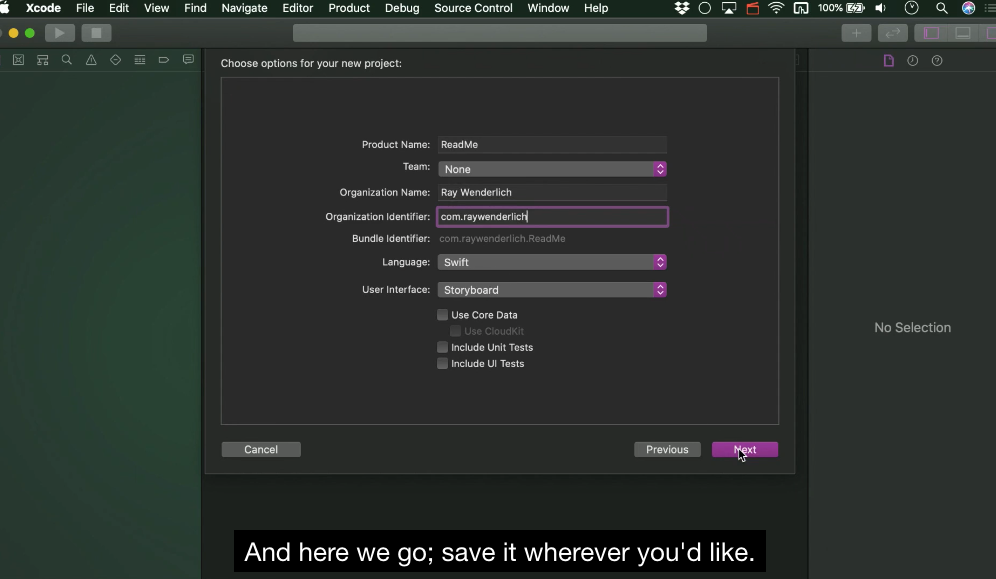 Xcode File Edit View Find Navigate Editor Product Debug Source Control Window Help 100%
Choose options for your new project:
Product Name: ReadMe
Team: None
Organization Name: Ray Wenderlich
Organization Identifier: com.raywenderlich
Bundle Identifier: com.raywenderlich.ReadMe
Language: Swift
User Interface: Storyboard
Use Core Data
Use CloudKit
Include Unit Tests
Include UI Tests
No Selection
Cancel Previous Next
And here we go; save it wherever you'd like.